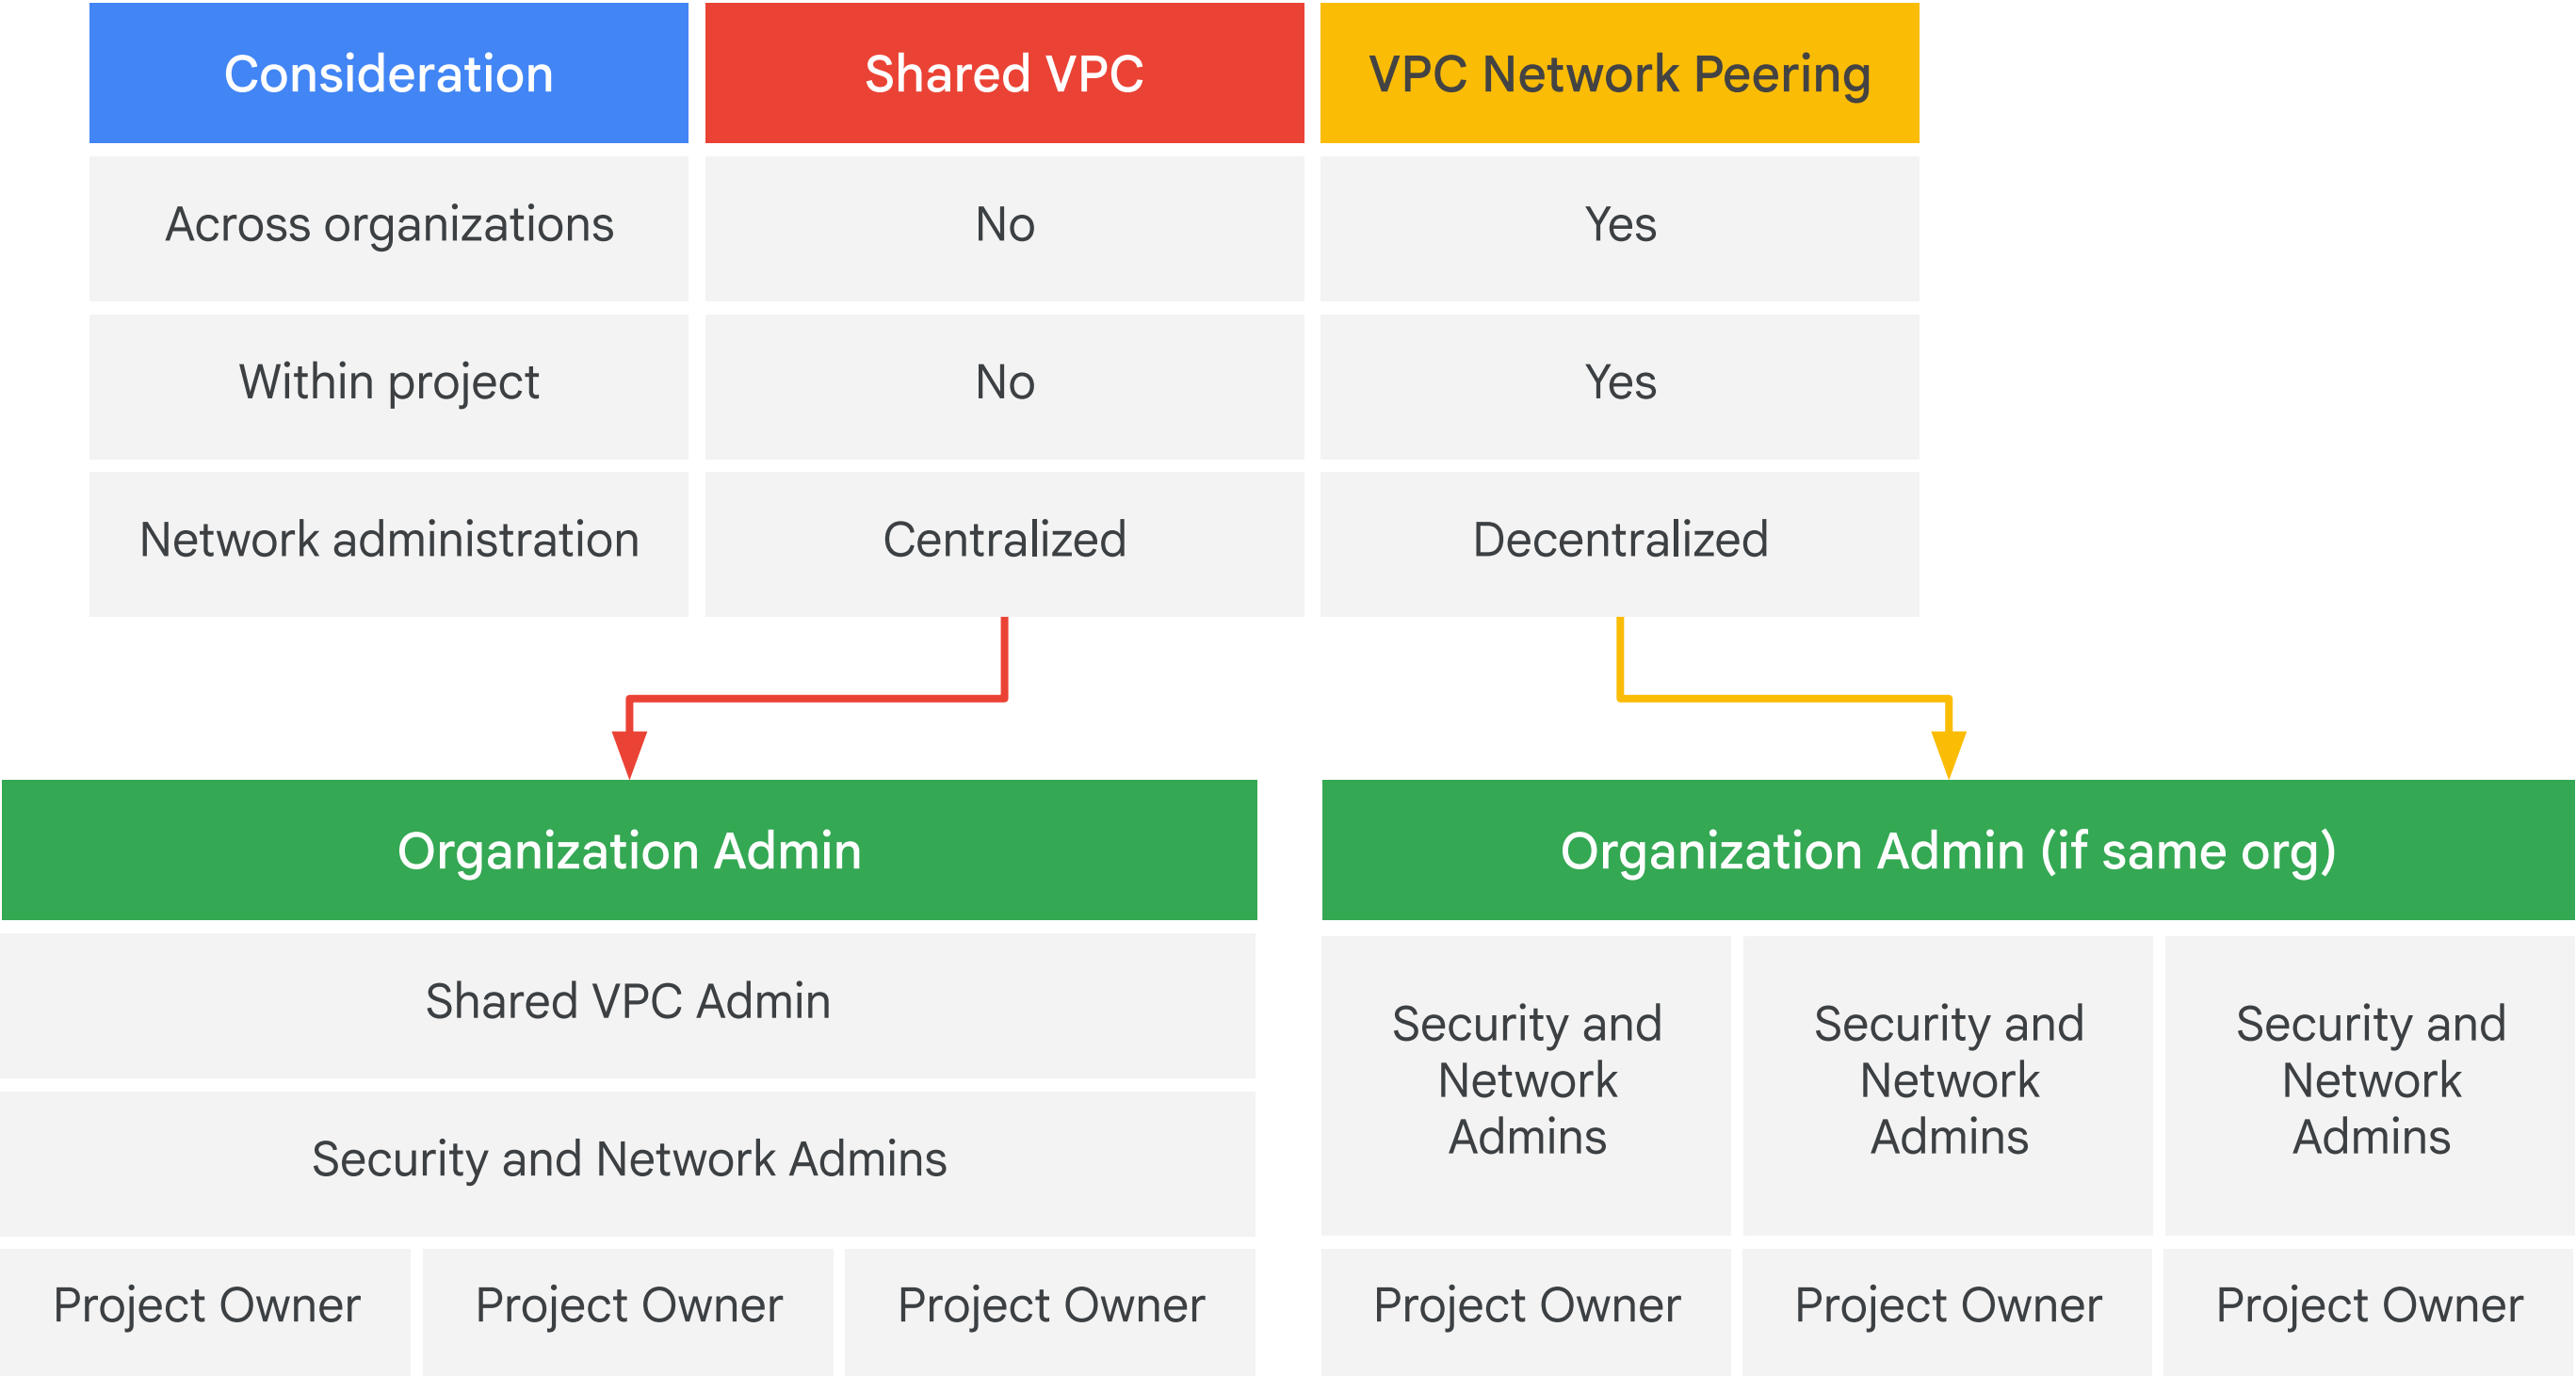 Consideration
Shared VPC
VPC Network Peering
Across organizations
No
Yes
Within project
No
Yes
Network administration
Centralized
Decentralized
Organization Admin
Shared VPC Admin
Security and Network Admins
Project Owner
Project Owner
Project Owner
Organization Admin (if same org)
Security and
Network
Admins
Security and
Network
Admins
Security and
Network
Admins
Project Owner
Project Owner
Project Owner